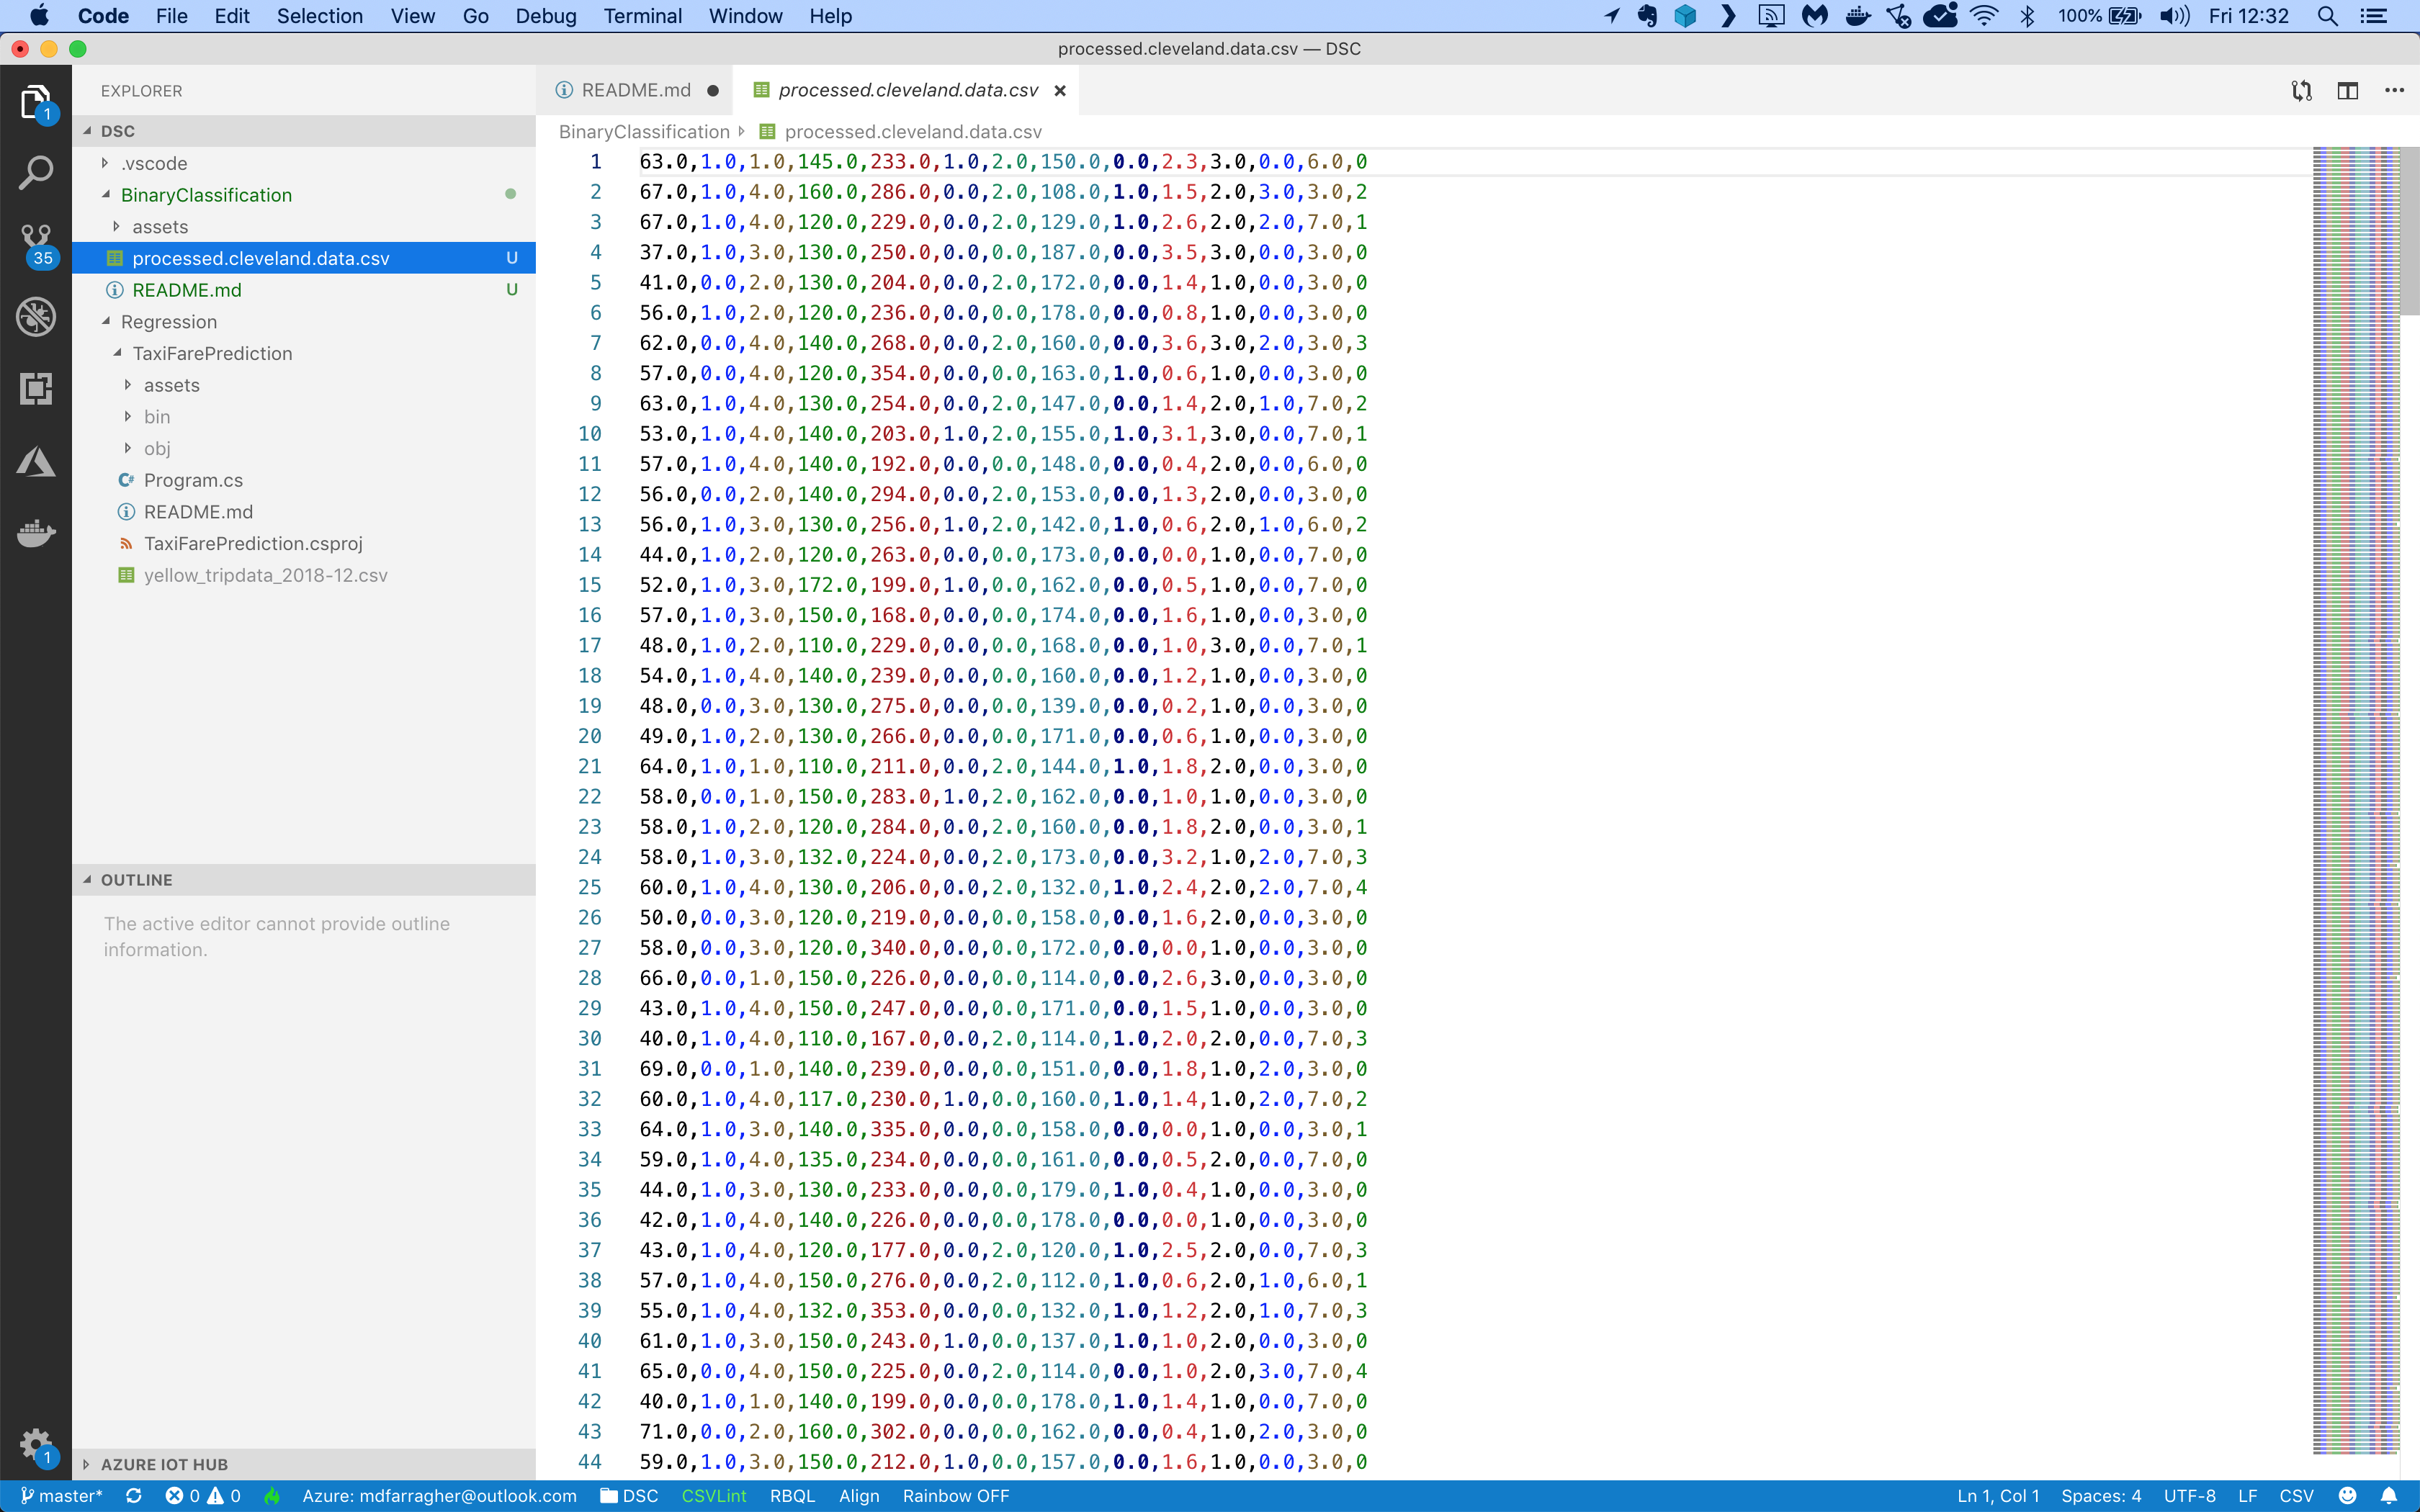 Code File Edit Selection View Go Debug Terminal Window Help 100% Fri 12:32
processed.cleveland.data.csv — DSC
EXPLORER
README.md
processed.cleveland.data.csv
BinaryClassification
processed.cleveland.data.csv
1
35
DSC
.vscode
BinaryClassification
assets
processed.cleveland.data.csv U
README.md U
Regression
TaxiFarePrediction
assets
bin
obj
C# Program.cs
README.md
TaxiFarePrediction.csproj
yellow_tripdata_2018-12.csv
OUTLINE
The active editor cannot provide outline
information.
AZURE IOT HUB
1
1 63.0,1.0,1.0,145.0,233.0,1.0,2.0,150.0,0.0,2.3,3.0,0.0,6.0,0
2 67.0,1.0,4.0,160.0,286.0,0.0,2.0,108.0,1.0,1.5,2.0,3.0,3.0,2
3 67.0,1.0,4.0,120.0,229.0,0.0,2.0,129.0,1.0,2.6,2.0,2.0,7.0,1
4 37.0,1.0,3.0,130.0,250.0,0.0,0.0,187.0,0.0,3.5,3.0,0.0,3.0,0
5 41.0,0.0,2.0,130.0,204.0,0.0,2.0,172.0,0.0,1.4,1.0,0.0,3.0,0
6 56.0,1.0,2.0,120.0,236.0,0.0,0.0,178.0,0.0,0.8,1.0,0.0,3.0,0
7 62.0,0.0,4.0,140.0,268.0,0.0,2.0,160.0,0.0,3.6,3.0,2.0,3.0,3
8 57.0,0.0,4.0,120.0,354.0,0.0,0.0,163.0,1.0,0.6,1.0,0.0,3.0,0
9 63.0,1.0,4.0,130.0,254.0,0.0,2.0,147.0,0.0,1.4,2.0,1.0,7.0,2
10 53.0,1.0,4.0,140.0,203.0,1.0,2.0,155.0,1.0,3.1,3.0,0.0,7.0,1
11 57.0,1.0,4.0,140.0,192.0,0.0,0.0,148.0,0.0,0.4,2.0,0.0,6.0,0
12 56.0,0.0,2.0,140.0,294.0,0.0,2.0,153.0,0.0,1.3,2.0,0.0,3.0,0
13 56.0,1.0,3.0,130.0,256.0,1.0,2.0,142.0,1.0,0.6,2.0,1.0,6.0,2
14 44.0,1.0,2.0,120.0,263.0,0.0,0.0,173.0,0.0,0.0,1.0,0.0,7.0,0
15 52.0,1.0,3.0,172.0,199.0,1.0,0.0,162.0,0.0,0.5,1.0,0.0,7.0,0
16 57.0,1.0,3.0,150.0,168.0,0.0,0.0,174.0,0.0,1.6,1.0,0.0,3.0,0
17 48.0,1.0,2.0,110.0,229.0,0.0,0.0,168.0,0.0,1.0,3.0,0.0,7.0,1
18 54.0,1.0,4.0,140.0,239.0,0.0,0.0,160.0,0.0,1.2,1.0,0.0,3.0,0
19 48.0,0.0,3.0,130.0,275.0,0.0,0.0,139.0,0.0,0.2,1.0,0.0,3.0,0
20 49.0,1.0,2.0,130.0,266.0,0.0,0.0,171.0,0.0,0.6,1.0,0.0,3.0,0
21 64.0,1.0,1.0,110.0,211.0,0.0,2.0,144.0,1.0,1.8,2.0,0.0,3.0,0
22 58.0,0.0,1.0,150.0,283.0,1.0,2.0,162.0,0.0,1.0,1.0,0.0,3.0,0
23 58.0,1.0,2.0,120.0,284.0,0.0,2.0,160.0,0.0,1.8,2.0,0.0,3.0,1
24 58.0,1.0,3.0,132.0,224.0,0.0,2.0,173.0,0.0,3.2,1.0,2.0,7.0,3
25 60.0,1.0,4.0,130.0,206.0,0.0,2.0,132.0,1.0,2.4,2.0,2.0,7.0,4
26 50.0,0.0,3.0,120.0,219.0,0.0,0.0,158.0,0.0,1.6,2.0,0.0,3.0,0
27 58.0,0.0,3.0,120.0,340.0,0.0,0.0,172.0,0.0,0.0,1.0,0.0,3.0,0
28 66.0,0.0,1.0,150.0,226.0,0.0,0.0,114.0,0.0,2.6,3.0,0.0,3.0,0
29 43.0,1.0,4.0,150.0,247.0,0.0,0.0,171.0,0.0,1.5,1.0,0.0,3.0,0
30 40.0,1.0,4.0,110.0,167.0,0.0,2.0,114.0,1.0,2.0,2.0,0.0,7.0,3
31 69.0,0.0,1.0,140.0,239.0,0.0,0.0,151.0,0.0,1.8,1.0,2.0,3.0,0
32 60.0,1.0,4.0,117.0,230.0,1.0,0.0,160.0,1.0,1.4,1.0,2.0,7.0,2
33 64.0,1.0,3.0,140.0,335.0,0.0,0.0,158.0,0.0,0.0,1.0,0.0,3.0,1
34 59.0,1.0,4.0,135.0,234.0,0.0,0.0,161.0,0.0,0.5,2.0,0.0,7.0,0
35 44.0,1.0,3.0,130.0,233.0,0.0,0.0,179.0,1.0,0.4,1.0,0.0,3.0,0
36 42.0,1.0,4.0,140.0,226.0,0.0,0.0,178.0,0.0,0.0,1.0,0.0,3.0,0
37 43.0,1.0,4.0,120.0,177.0,0.0,2.0,120.0,1.0,2.5,2.0,0.0,7.0,3
38 57.0,1.0,4.0,150.0,276.0,0.0,2.0,112.0,1.0,0.6,2.0,1.0,6.0,1
39 55.0,1.0,4.0,132.0,353.0,0.0,0.0,132.0,1.0,1.2,2.0,1.0,7.0,3
40 61.0,1.0,3.0,150.0,243.0,1.0,0.0,137.0,1.0,1.0,2.0,0.0,3.0,0
41 65.0,0.0,4.0,150.0,225.0,0.0,2.0,114.0,0.0,1.0,2.0,3.0,7.0,4
42 40.0,1.0,1.0,140.0,199.0,0.0,0.0,178.0,1.0,1.4,1.0,0.0,7.0,0
43 71.0,0.0,2.0,160.0,302.0,0.0,0.0,162.0,0.0,0.4,1.0,2.0,3.0,0
44 59.0,1.0,3.0,150.0,212.0,1.0,0.0,157.0,0.0,1.6,1.0,0.0,3.0,0
master* 0 0 Azure: mdfarragher@outlook.com DSC CSVLint RBQL Align Rainbow OFF Ln 1, Col 1 Spaces: 4 UTF-8 LF CSV